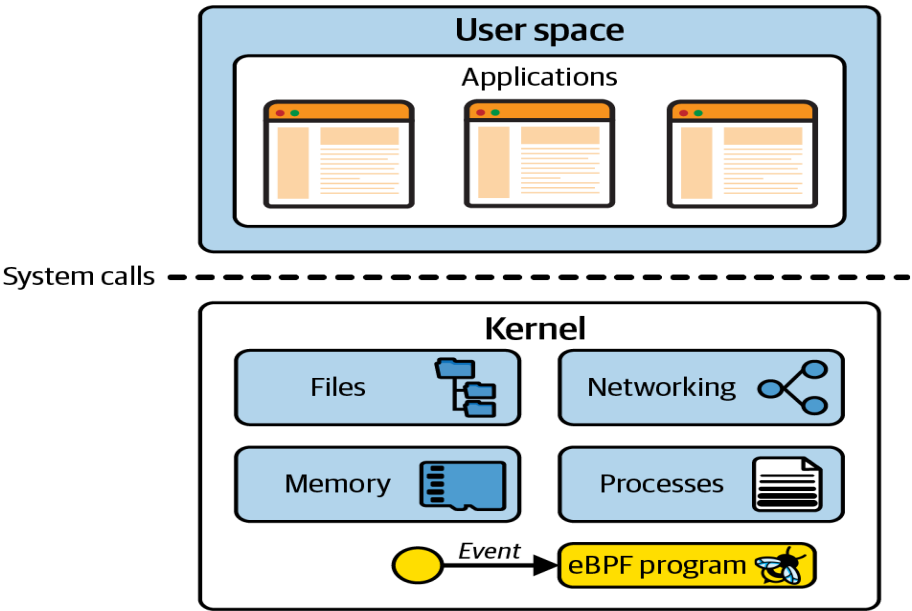 User space
Applications
System calls
Kernel
Files
Networking
Memory
Processes
Event
eBPF program